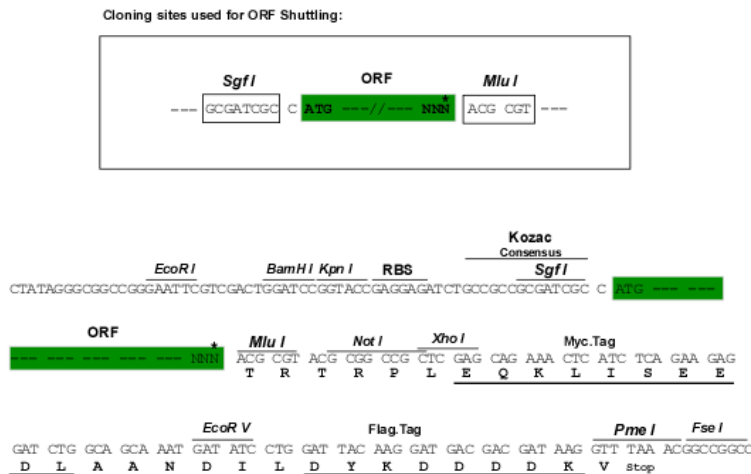 Cloning sites used for ORF Shuttling:
Sgf I ORF Mlu I
--- GCGATCGC C ATG ---//--- NNN* ACG CGT ---
Kozac
Consensus
EcoR I BamH I Kpn I RBS Sgf I
CTATAGGGCGGCCGGGAATTCGTCGACTGGATCCGGTACCGAGGAGATCTGCCGCCGCGATCGC C ATG --- ---
ORF Mlu I Not I Xho I Myc.Tag
--- --- --- --- --- --- NNN* ACG CGT ACG CGG CCG CTC GAG CAG AAA CTC ATC TCA GAA GAG
T R T R P L E Q K L I S E E
EcoR V Flag.Tag Pme I Fse I
GAT CTG GCA GCA AAT GAT ATC CTG GAT TAC AAG GAT GAC GAC GAT AAG GTT TAA ACGGCCGGCC
D L A A N D I L D Y K D D D D K V Stop